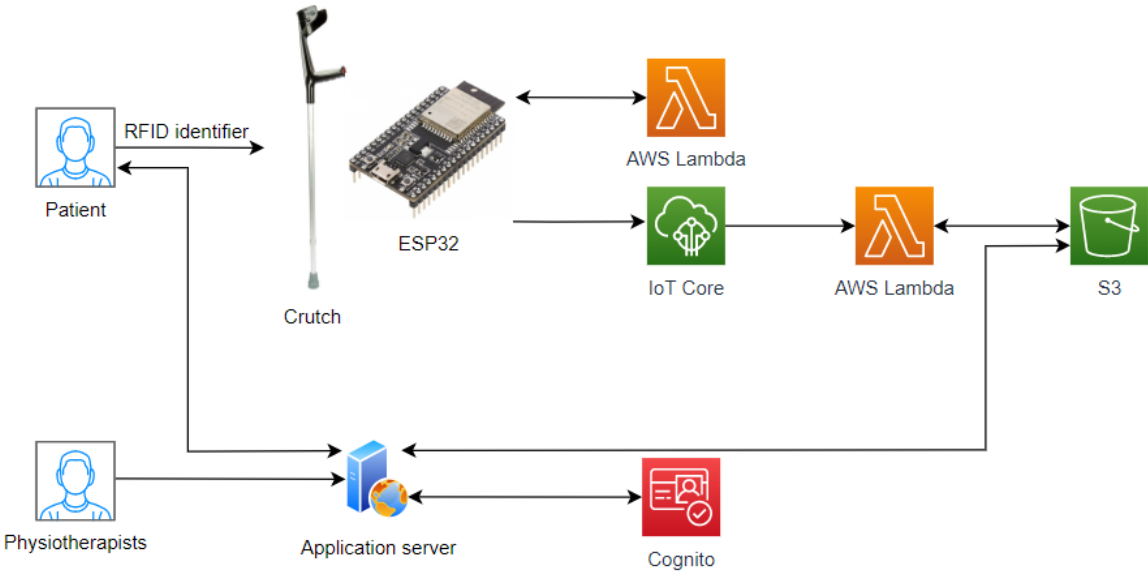 RFID identifier
AWS Lambda
Patient
ESP32
IoT Core
AWS Lambda
S3
Crutch
Physiotherapists
Application server
Cognito